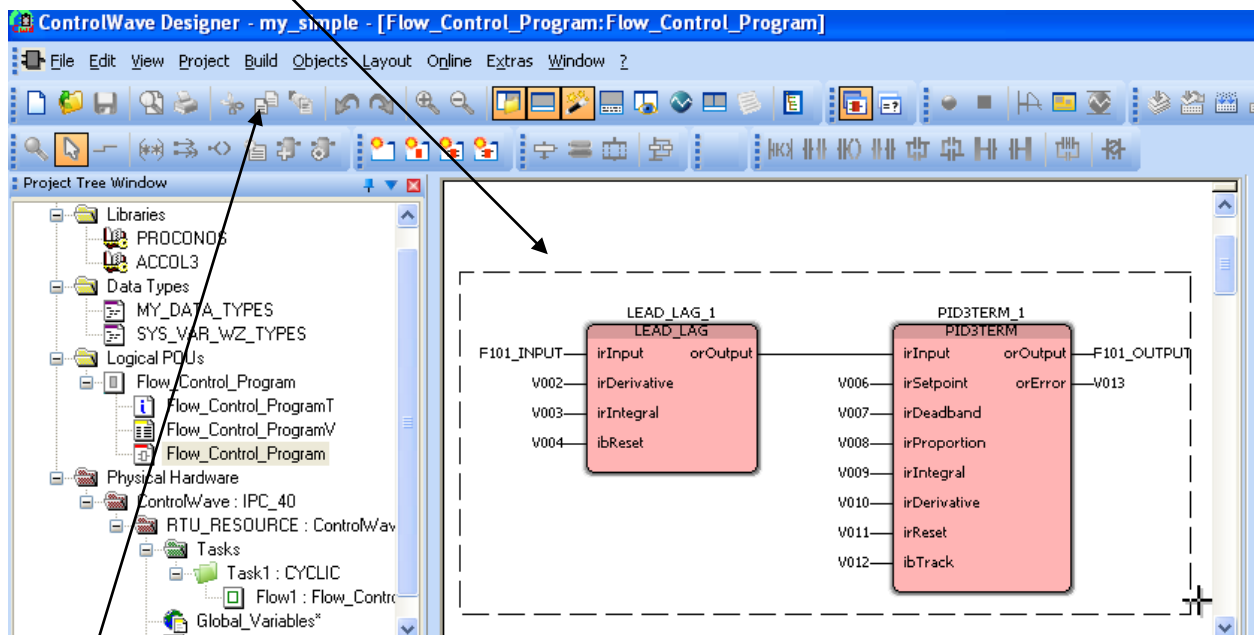 ControlWave Designer - my_simple - [Flow_Control_Program:Flow_Control_Program]
File Edit View Project Build Objects Layout Online Extras Window ?
Project Tree Window
Libraries
PROCONOS
ACCOL3
Data Types
MY_DATA_TYPES
SYS_VAR_WZ_TYPES
Logical POUs
Flow_Control_Program
Flow_Control_ProgramT
Flow_Control_ProgramV
Flow_Control_Program
Physical Hardware
ControlWave : IPC_40
RTU_RESOURCE : ControlWav
Tasks
Task1 : CYCLIC
Flow1 : Flow_Contro
Global_Variables*
LEAD_LAG_1
LEAD_LAG
F101_INPUT irInput orOutput
V002 irDerivative
V003 irIntegral
V004 ibReset
PID3TERM_1
PID3TERM
irInput orOutput F101_OUTPUT
V006 irSetpoint orError V013
V007 irDeadband
V008 irProportion
V009 irIntegral
V010 irDerivative
V011 irReset
V012 ibTrack